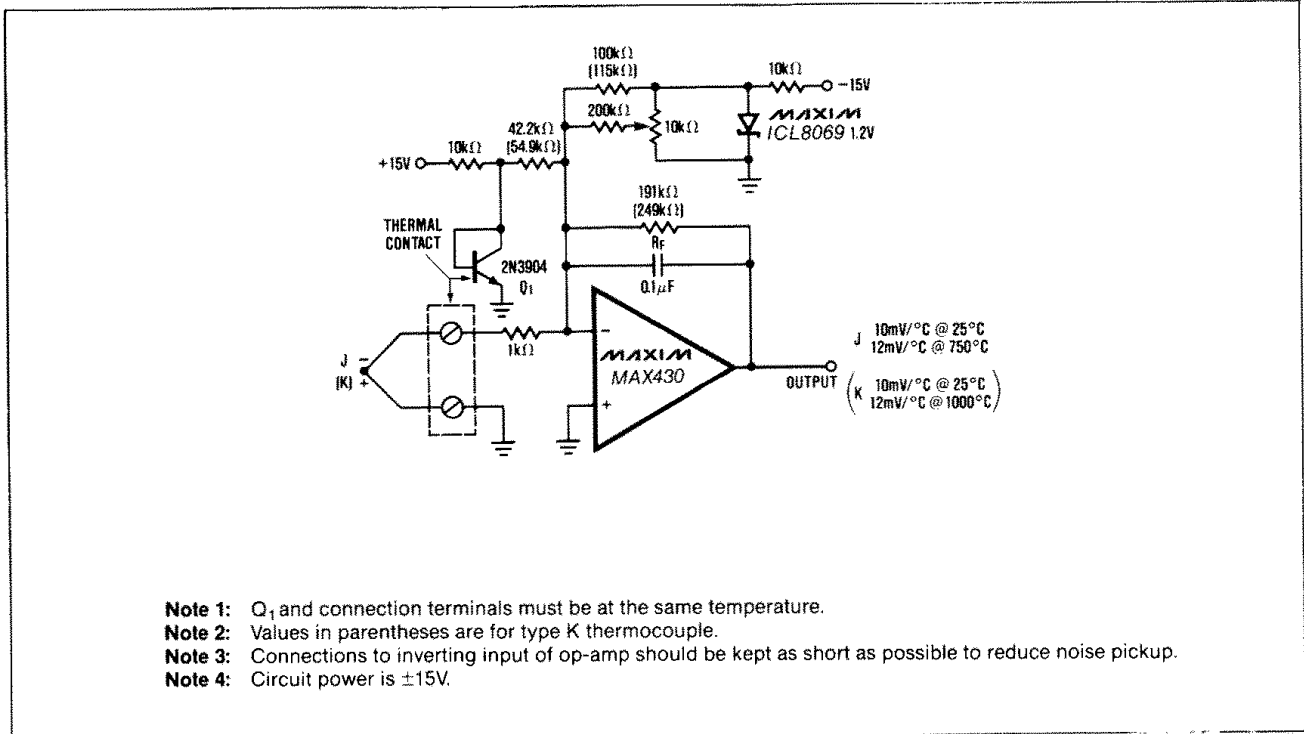 100kΩ
(115kΩ)
10kΩ
−15V
200kΩ
10kΩ
MAXIM
ICL8069 1.2V
42.2kΩ
(54.9kΩ)
10kΩ
+15V
191kΩ
(249kΩ)
RF
0.1μF
THERMAL
CONTACT
2N3904
Q1
1kΩ
J −
(K) +
−
MAXIM
MAX430
+
OUTPUT
J 10mV/°C @ 25°C
12mV/°C @ 750°C
(K 10mV/°C @ 25°C
12mV/°C @ 1000°C)
Note 1: Q1 and connection terminals must be at the same temperature.
Note 2: Values in parentheses are for type K thermocouple.
Note 3: Connections to inverting input of op-amp should be kept as short as possible to reduce noise pickup.
Note 4: Circuit power is ±15V.